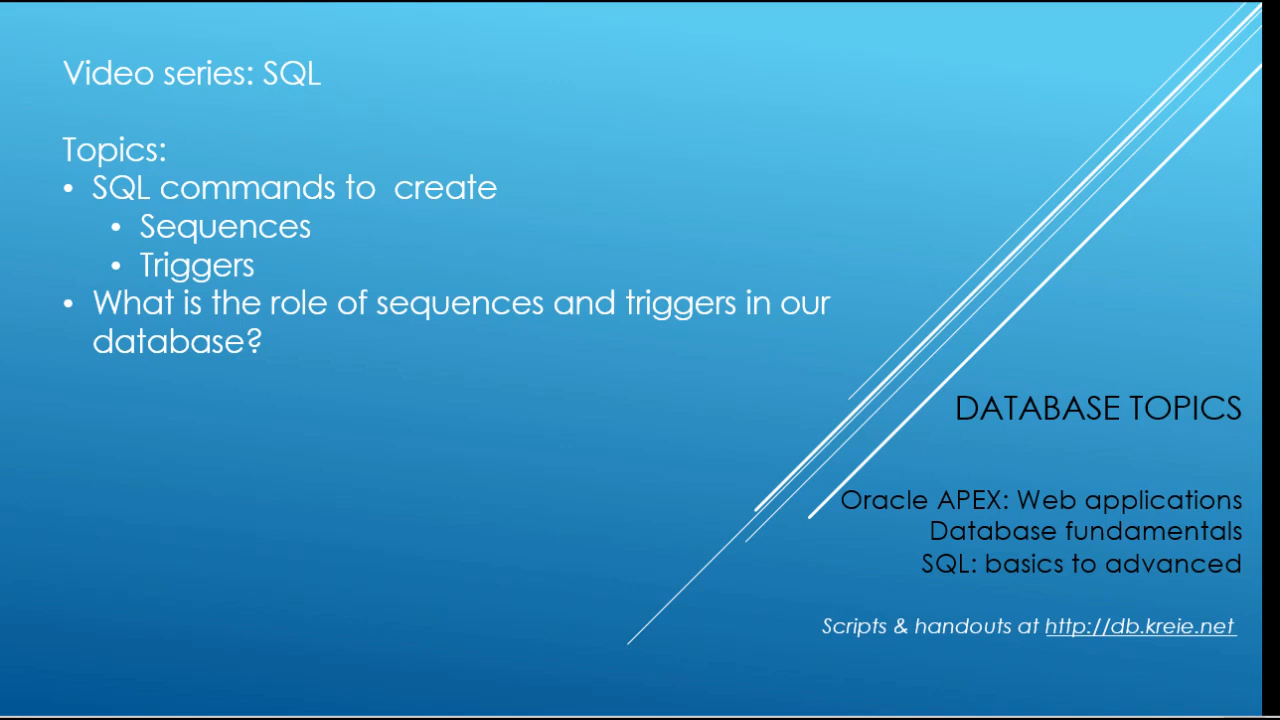 Video series: SQL
Topics:
• SQL commands to  create
• Sequences
• Triggers
• What is the role of sequences and triggers in our
database?
DATABASE TOPICS
Oracle APEX: Web applications
Database fundamentals
SQL: basics to advanced
Scripts & handouts at http://db.kreie.net